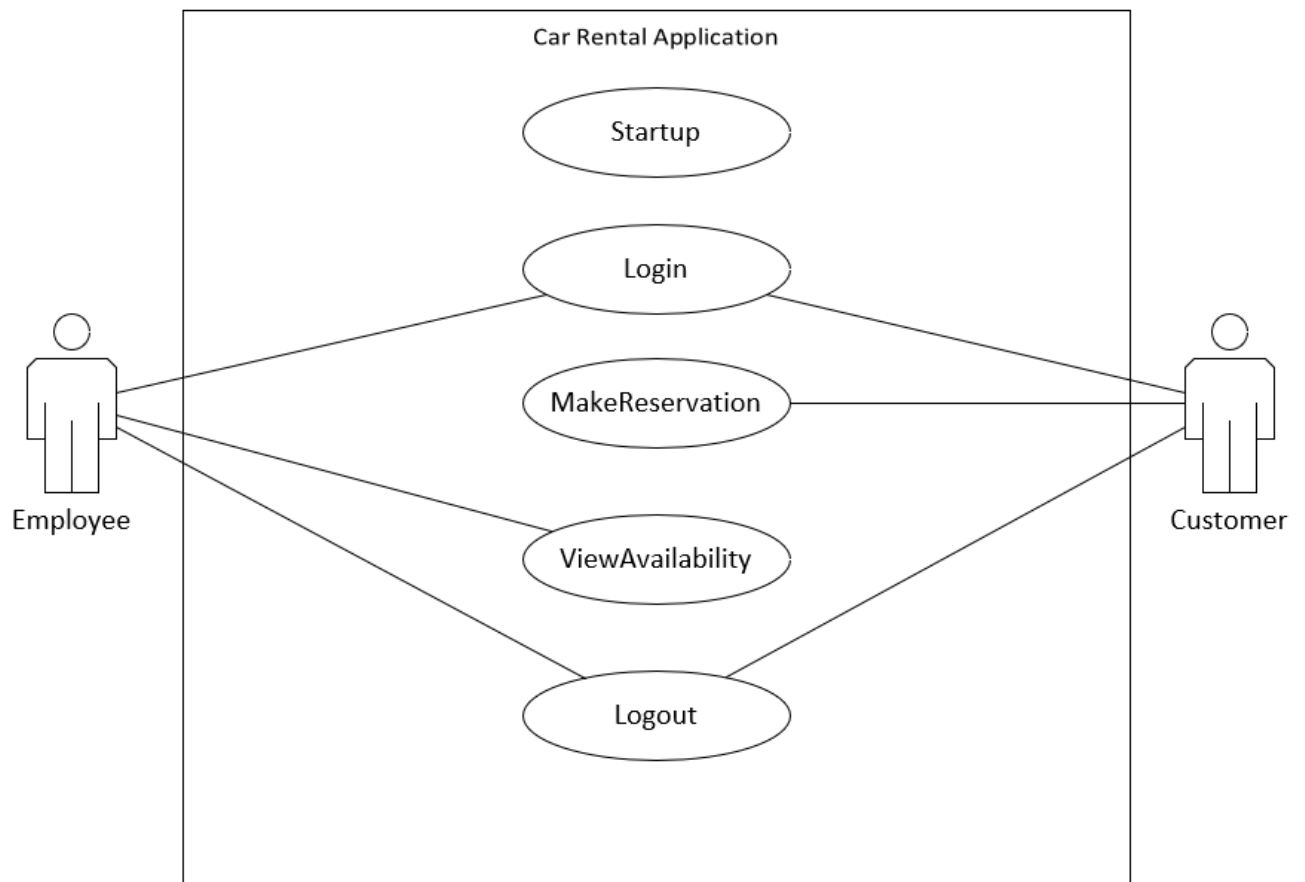 Car Rental Application
Startup
Login
MakeReservation
Employee
Customer
ViewAvailability
Logout